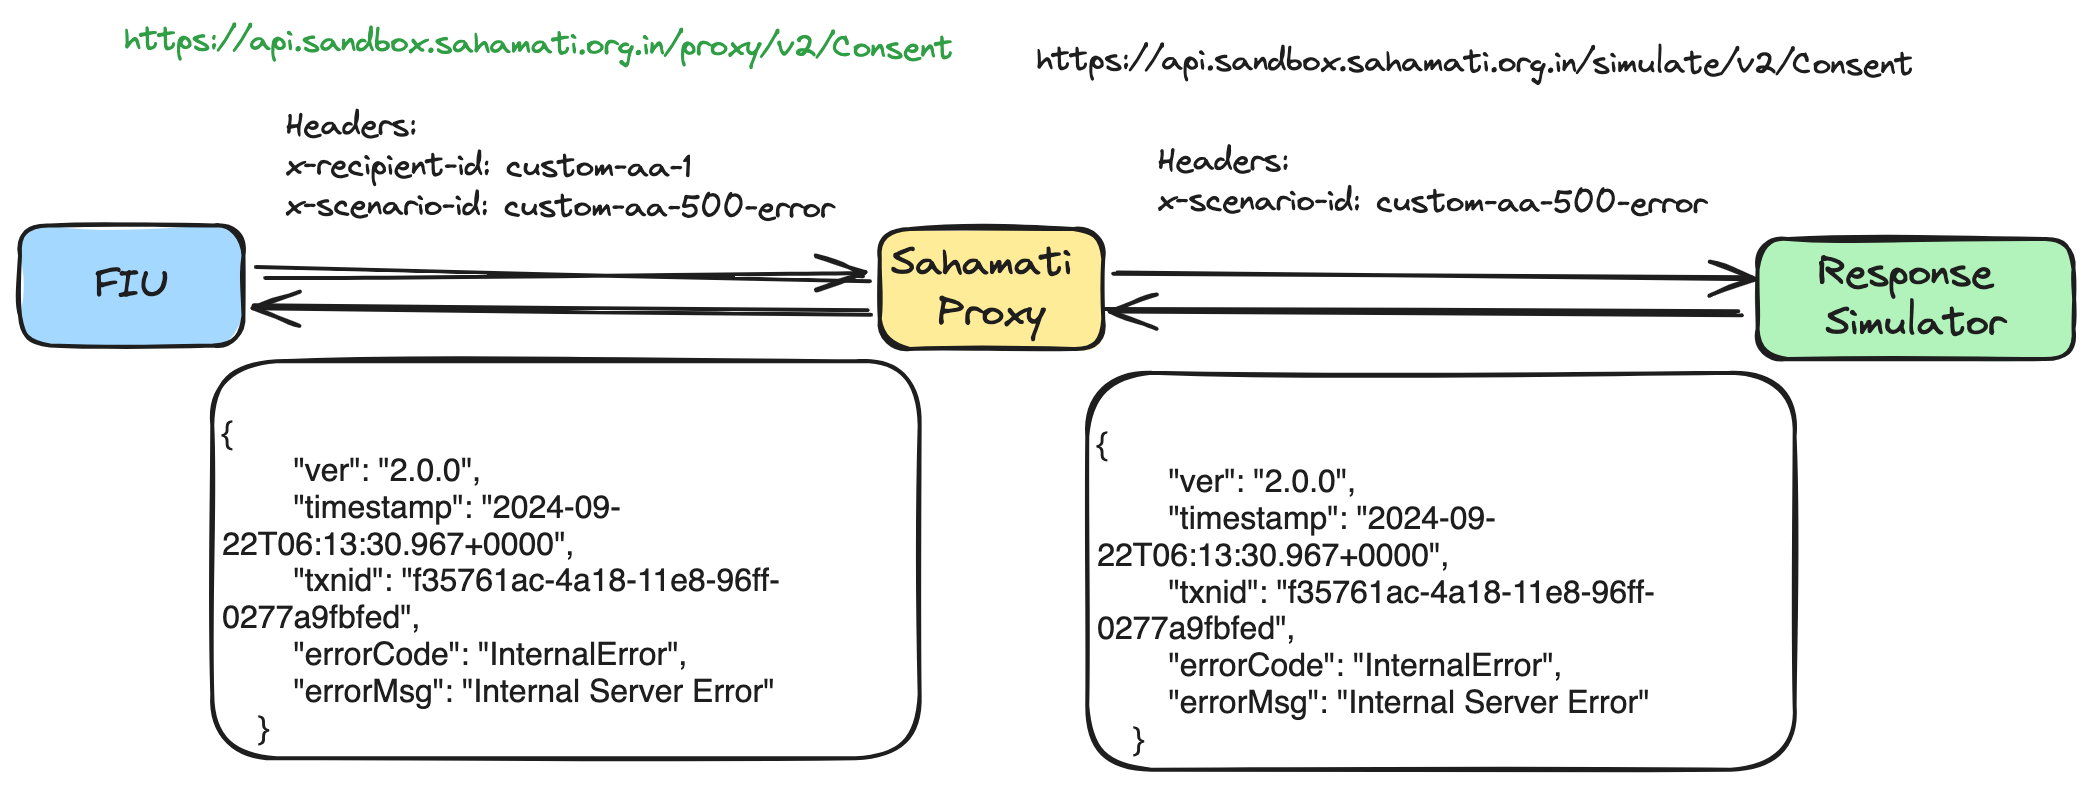 https://api.sandbox.sahamati.org.in/proxy/v2/Consent
https://api.sandbox.sahamati.org.in/simulate/v2/Consent
Headers:
x-recipient-id: custom-aa-1
x-scenario-id: custom-aa-500-error
Headers:
x-scenario-id: custom-aa-500-error
FIU
Sahamati
Proxy
Response
Simulator
{
"ver": "2.0.0",
"timestamp": "2024-09-
22T06:13:30.967+0000",
"txnid": "f35761ac-4a18-11e8-96ff-
0277a9fbfed",
"errorCode": "InternalError",
"errorMsg": "Internal Server Error"
}
{
"ver": "2.0.0",
"timestamp": "2024-09-
22T06:13:30.967+0000",
"txnid": "f35761ac-4a18-11e8-96ff-
0277a9fbfed",
"errorCode": "InternalError",
"errorMsg": "Internal Server Error"
}